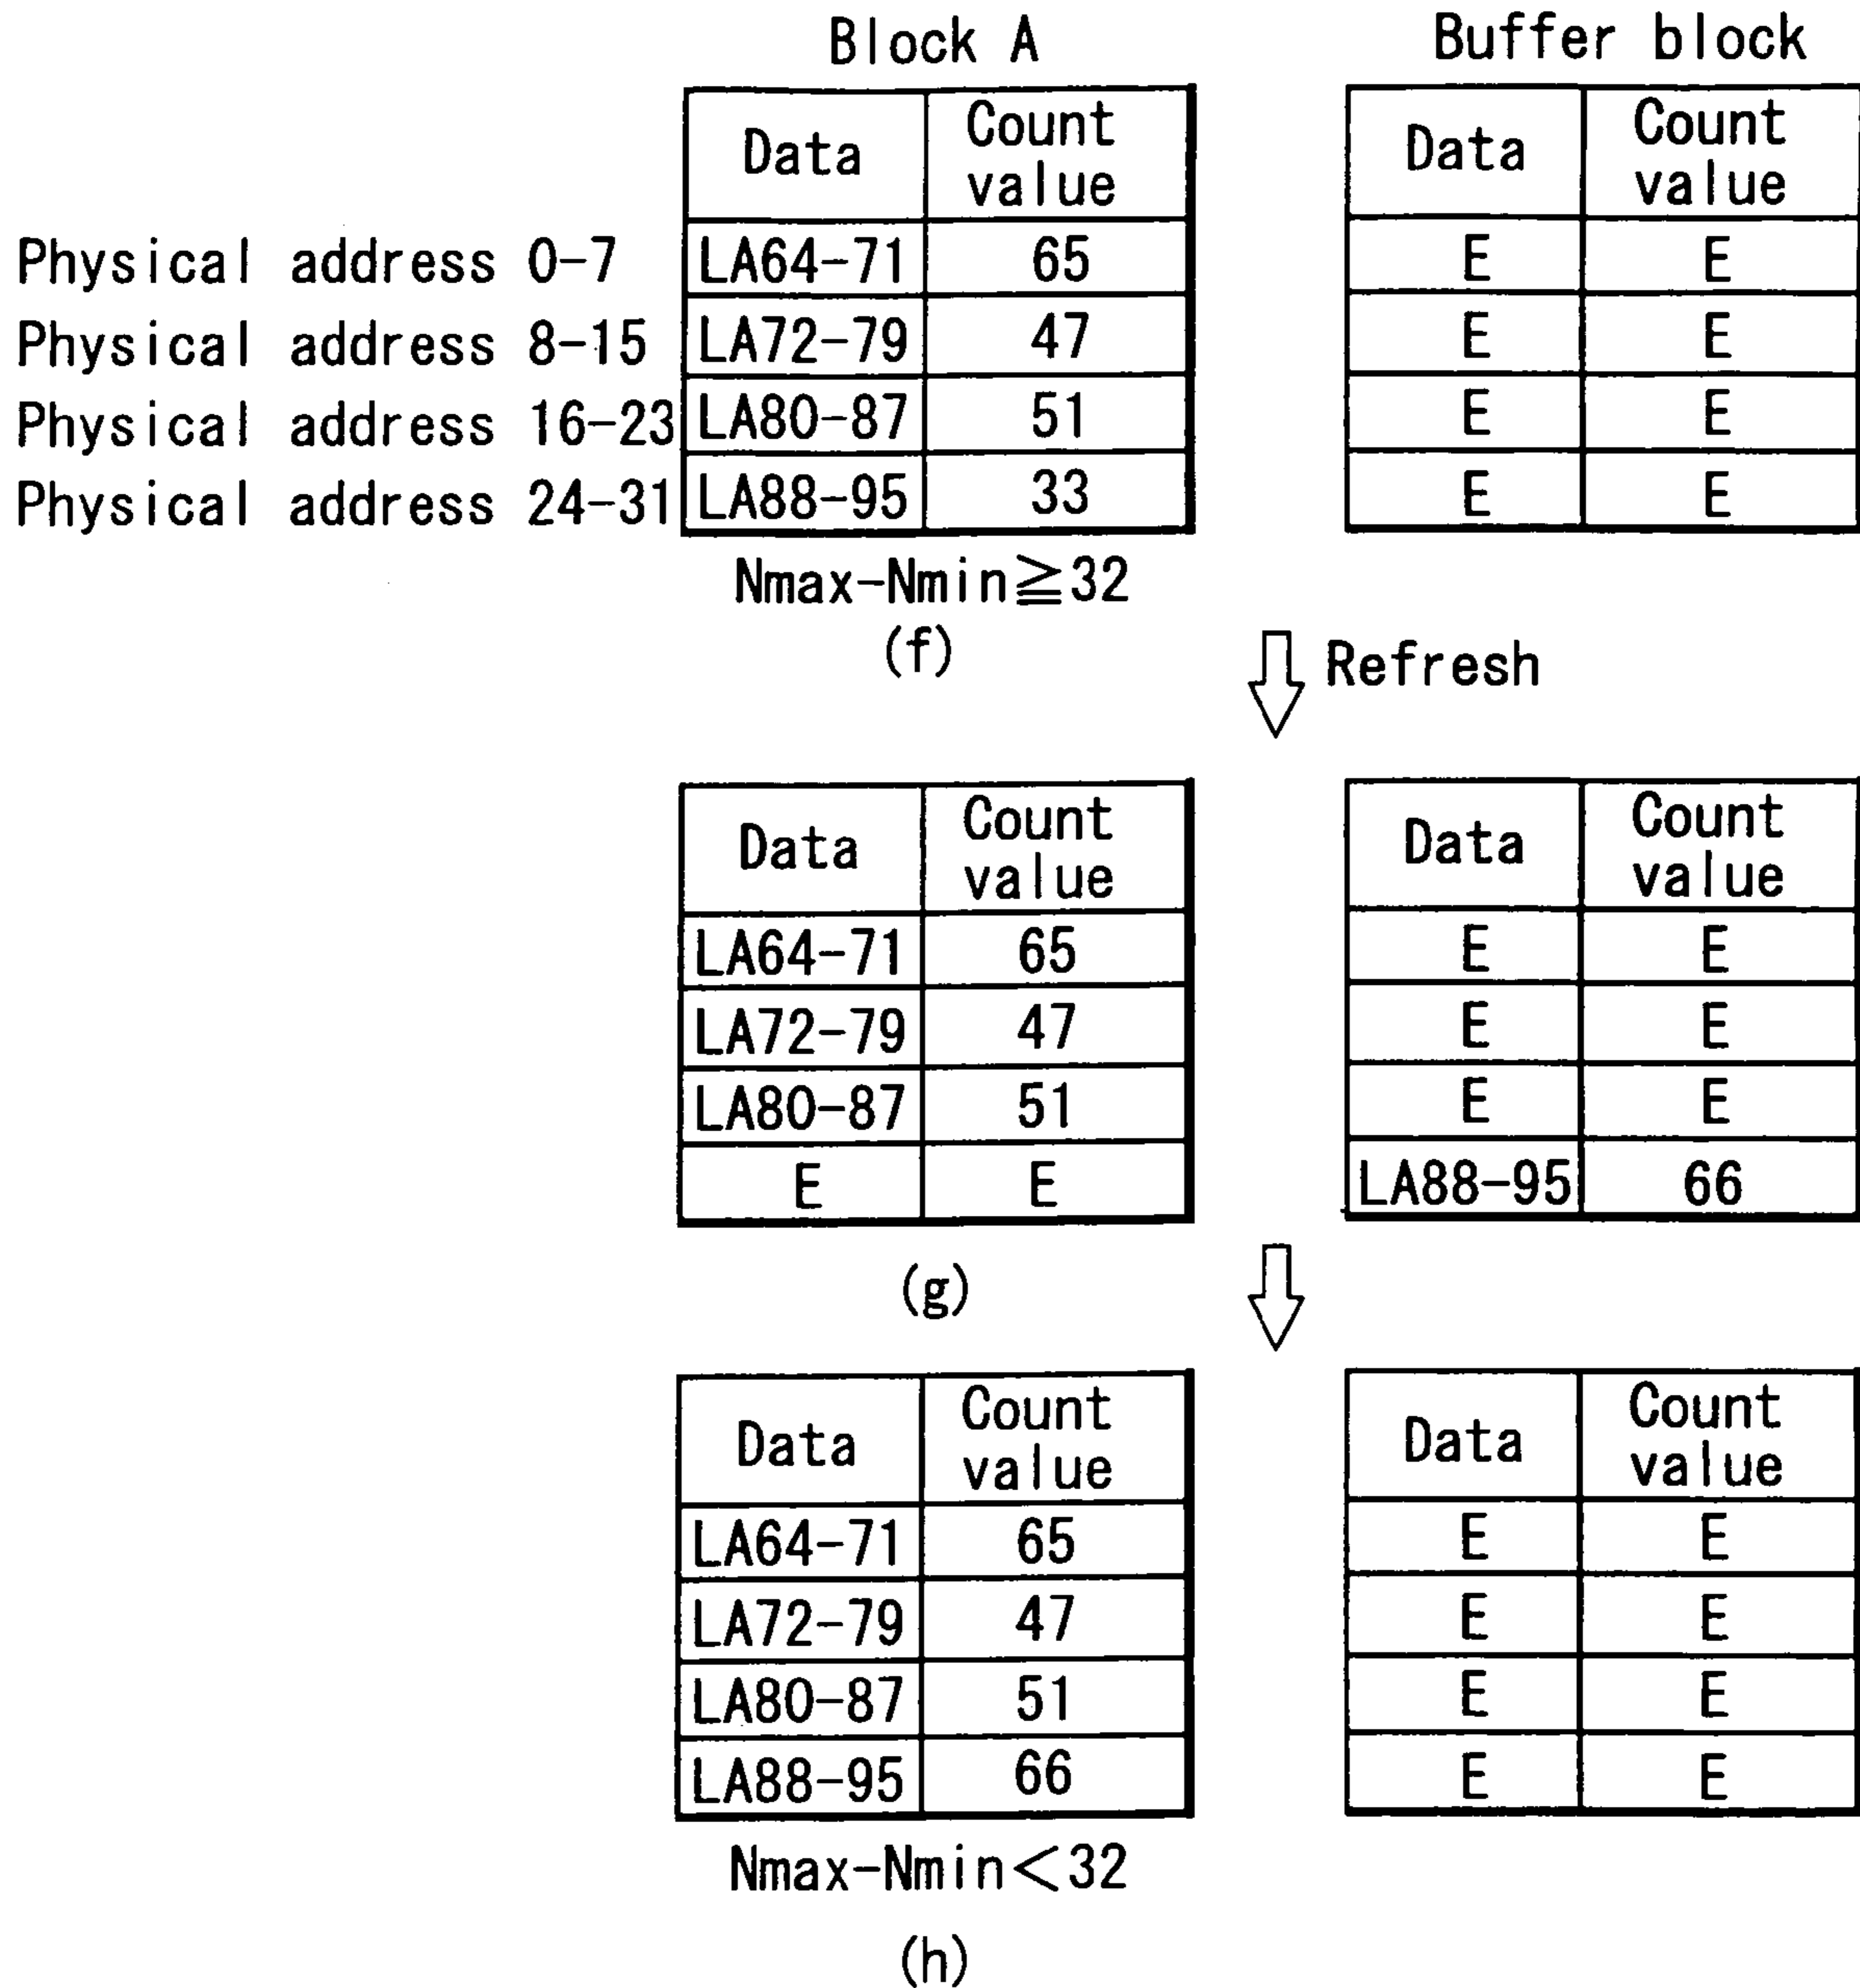 Block A Buffer block
Data Count value Data Count value
Physical address 0-7 LA64-71 65 E E
Physical address 8-15 LA72-79 47 E E
Physical address 16-23 LA80-87 51 E E
Physical address 24-31 LA88-95 33 E E
Nmax-Nmin≧32
(f)
Refresh
Data Count value Data Count value
LA64-71 65 E E
LA72-79 47 E E
LA80-87 51 E E
E E LA88-95 66
(g)
Data Count value Data Count value
LA64-71 65 E E
LA72-79 47 E E
LA80-87 51 E E
LA88-95 66 E E
Nmax-Nmin<32
(h)